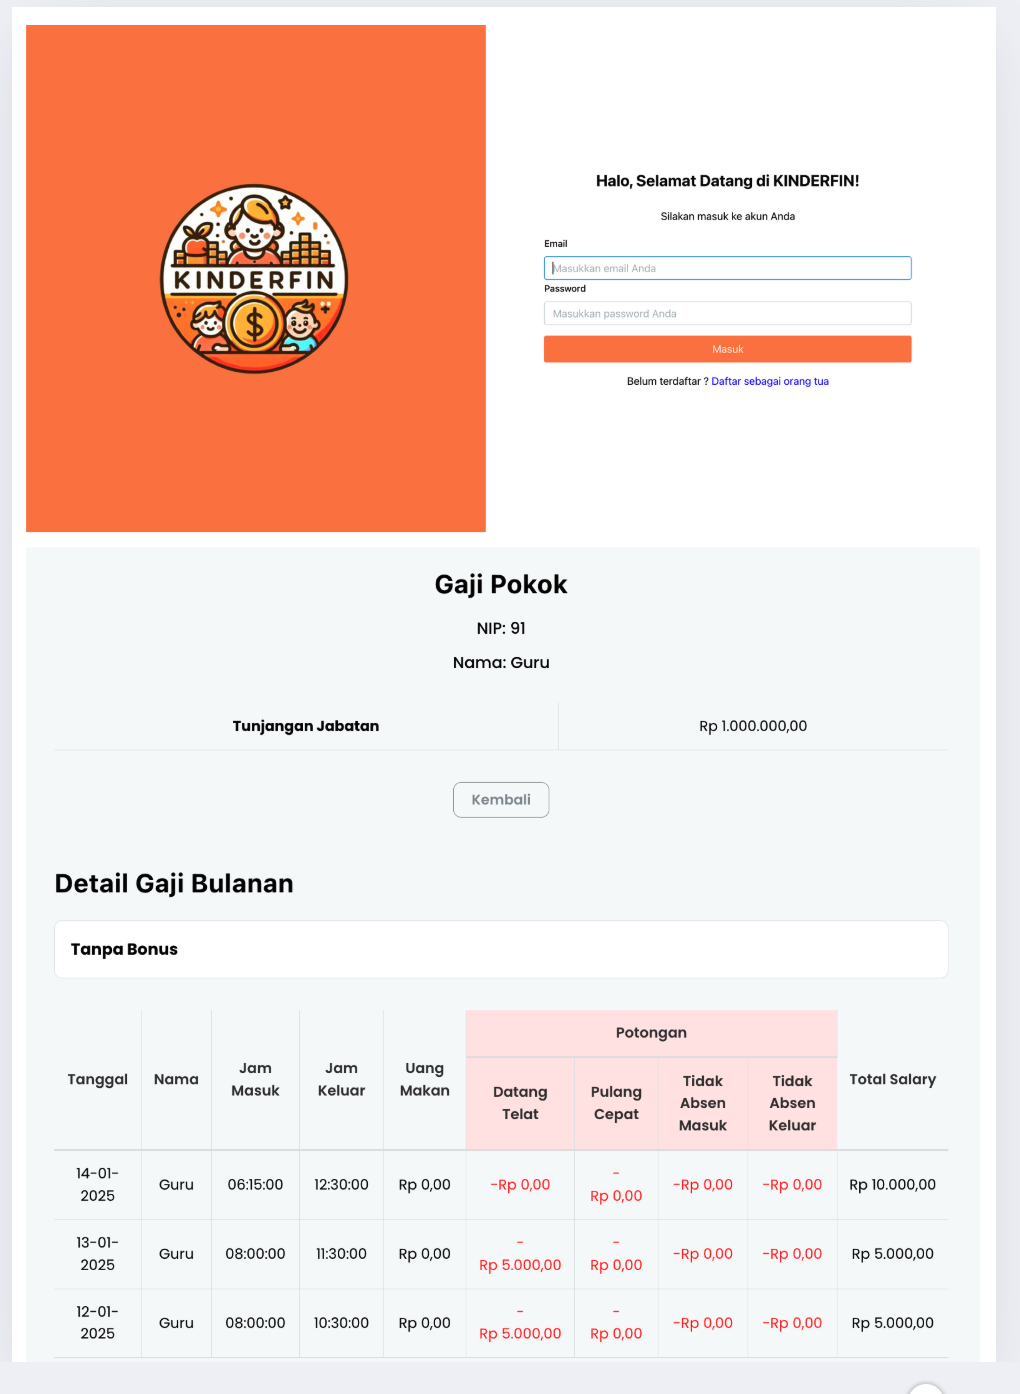 KINDERFIN
Halo, Selamat Datang di KINDERFIN!
Silakan masuk ke akun Anda
Email
Masukkan email Anda
Password
Masukkan password Anda
Masuk
Belum terdaftar ? Daftar sebagai orang tua
Gaji Pokok
NIP: 91
Nama: Guru
Tunjangan Jabatan Rp 1.000.000,00
Kembali
Detail Gaji Bulanan
Tanpa Bonus
Potongan
Tanggal Nama Jam Masuk Jam Keluar Uang Makan Datang Telat Pulang Cepat Tidak Absen Masuk Tidak Absen Keluar Total Salary
14-01-2025 Guru 06:15:00 12:30:00 Rp 0,00 -Rp 0,00 -Rp 0,00 -Rp 0,00 -Rp 0,00 Rp 10.000,00
13-01-2025 Guru 08:00:00 11:30:00 Rp 0,00 -Rp 5.000,00 -Rp 0,00 -Rp 0,00 -Rp 0,00 Rp 5.000,00
12-01-2025 Guru 08:00:00 10:30:00 Rp 0,00 -Rp 5.000,00 -Rp 0,00 -Rp 0,00 -Rp 0,00 Rp 5.000,00